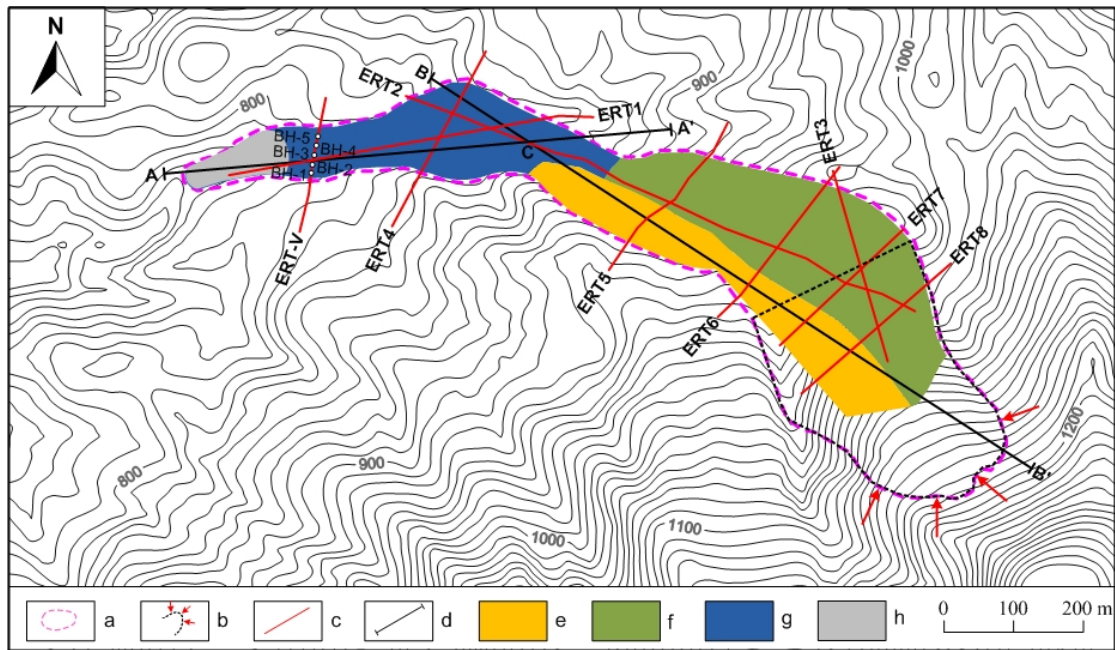 N
1000
900
800
ERT2
B
ERT1
A'
BH-5
BH-4
BH-3
BH-2
BH-1
A
C
ERT3
ERT7
ERT8
ERT-V
ERT4
ERT5
ERT6
1200
B'
800
900
1000
1100
a
b
c
d
e
f
g
h
0 100 200 m